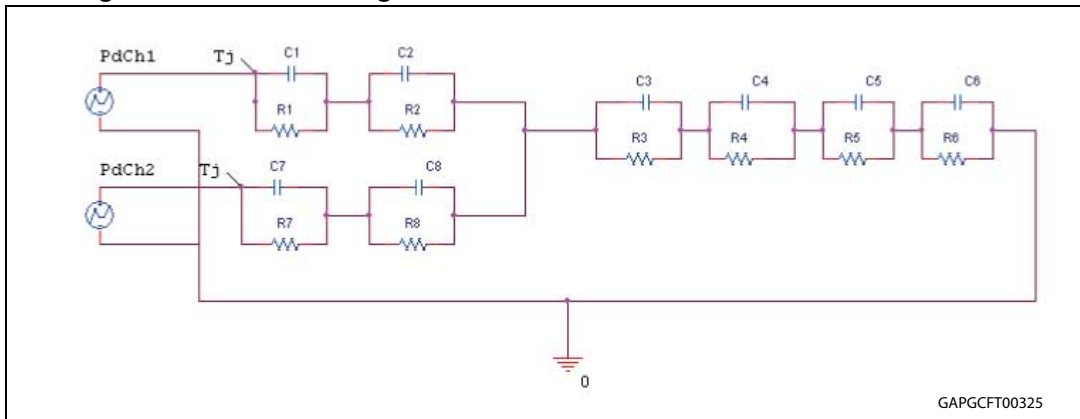 PdCh1
Tj
C1
C2
R1
R2
C3
C4
C5
C6
R3
R4
R5
R6
PdCh2
Tj
C7
C8
R7
R8
0
GAPGCFT00325